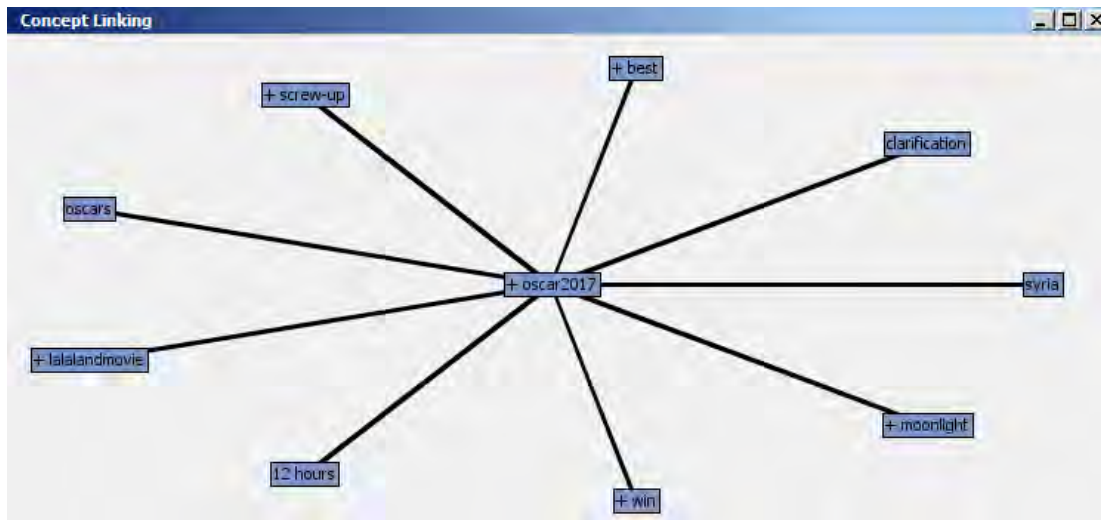 Concept Linking
+ best
+ screw-up
clarification
oscars
+ oscar2017
syria
+ lalalandmovie
+ moonlight
12 hours
+ win